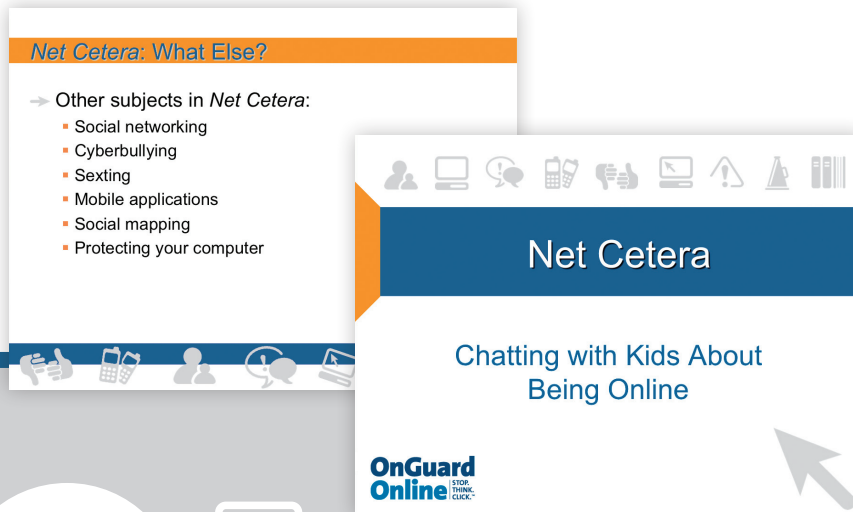 Net Cetera: What Else?
Other subjects in Net Cetera:
Social networking
Cyberbullying
Sexting
Mobile applications
Social mapping
Protecting your computer
Net Cetera
Chatting with Kids About
Being Online
OnGuard
Online
STOP.
THINK.
CLICK.™